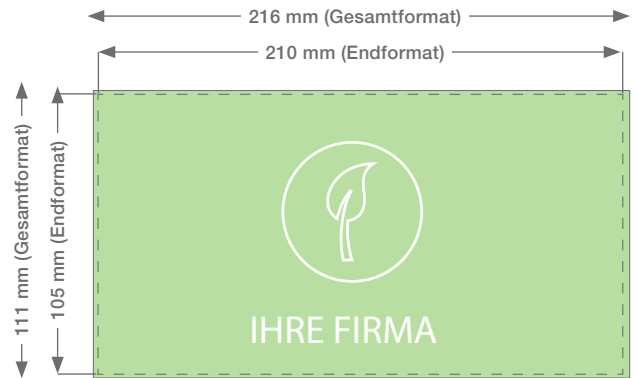 216 mm (Gesamtformat)
210 mm (Endformat)
111 mm (Gesamtformat)
105 mm (Endformat)
IHRE FIRMA